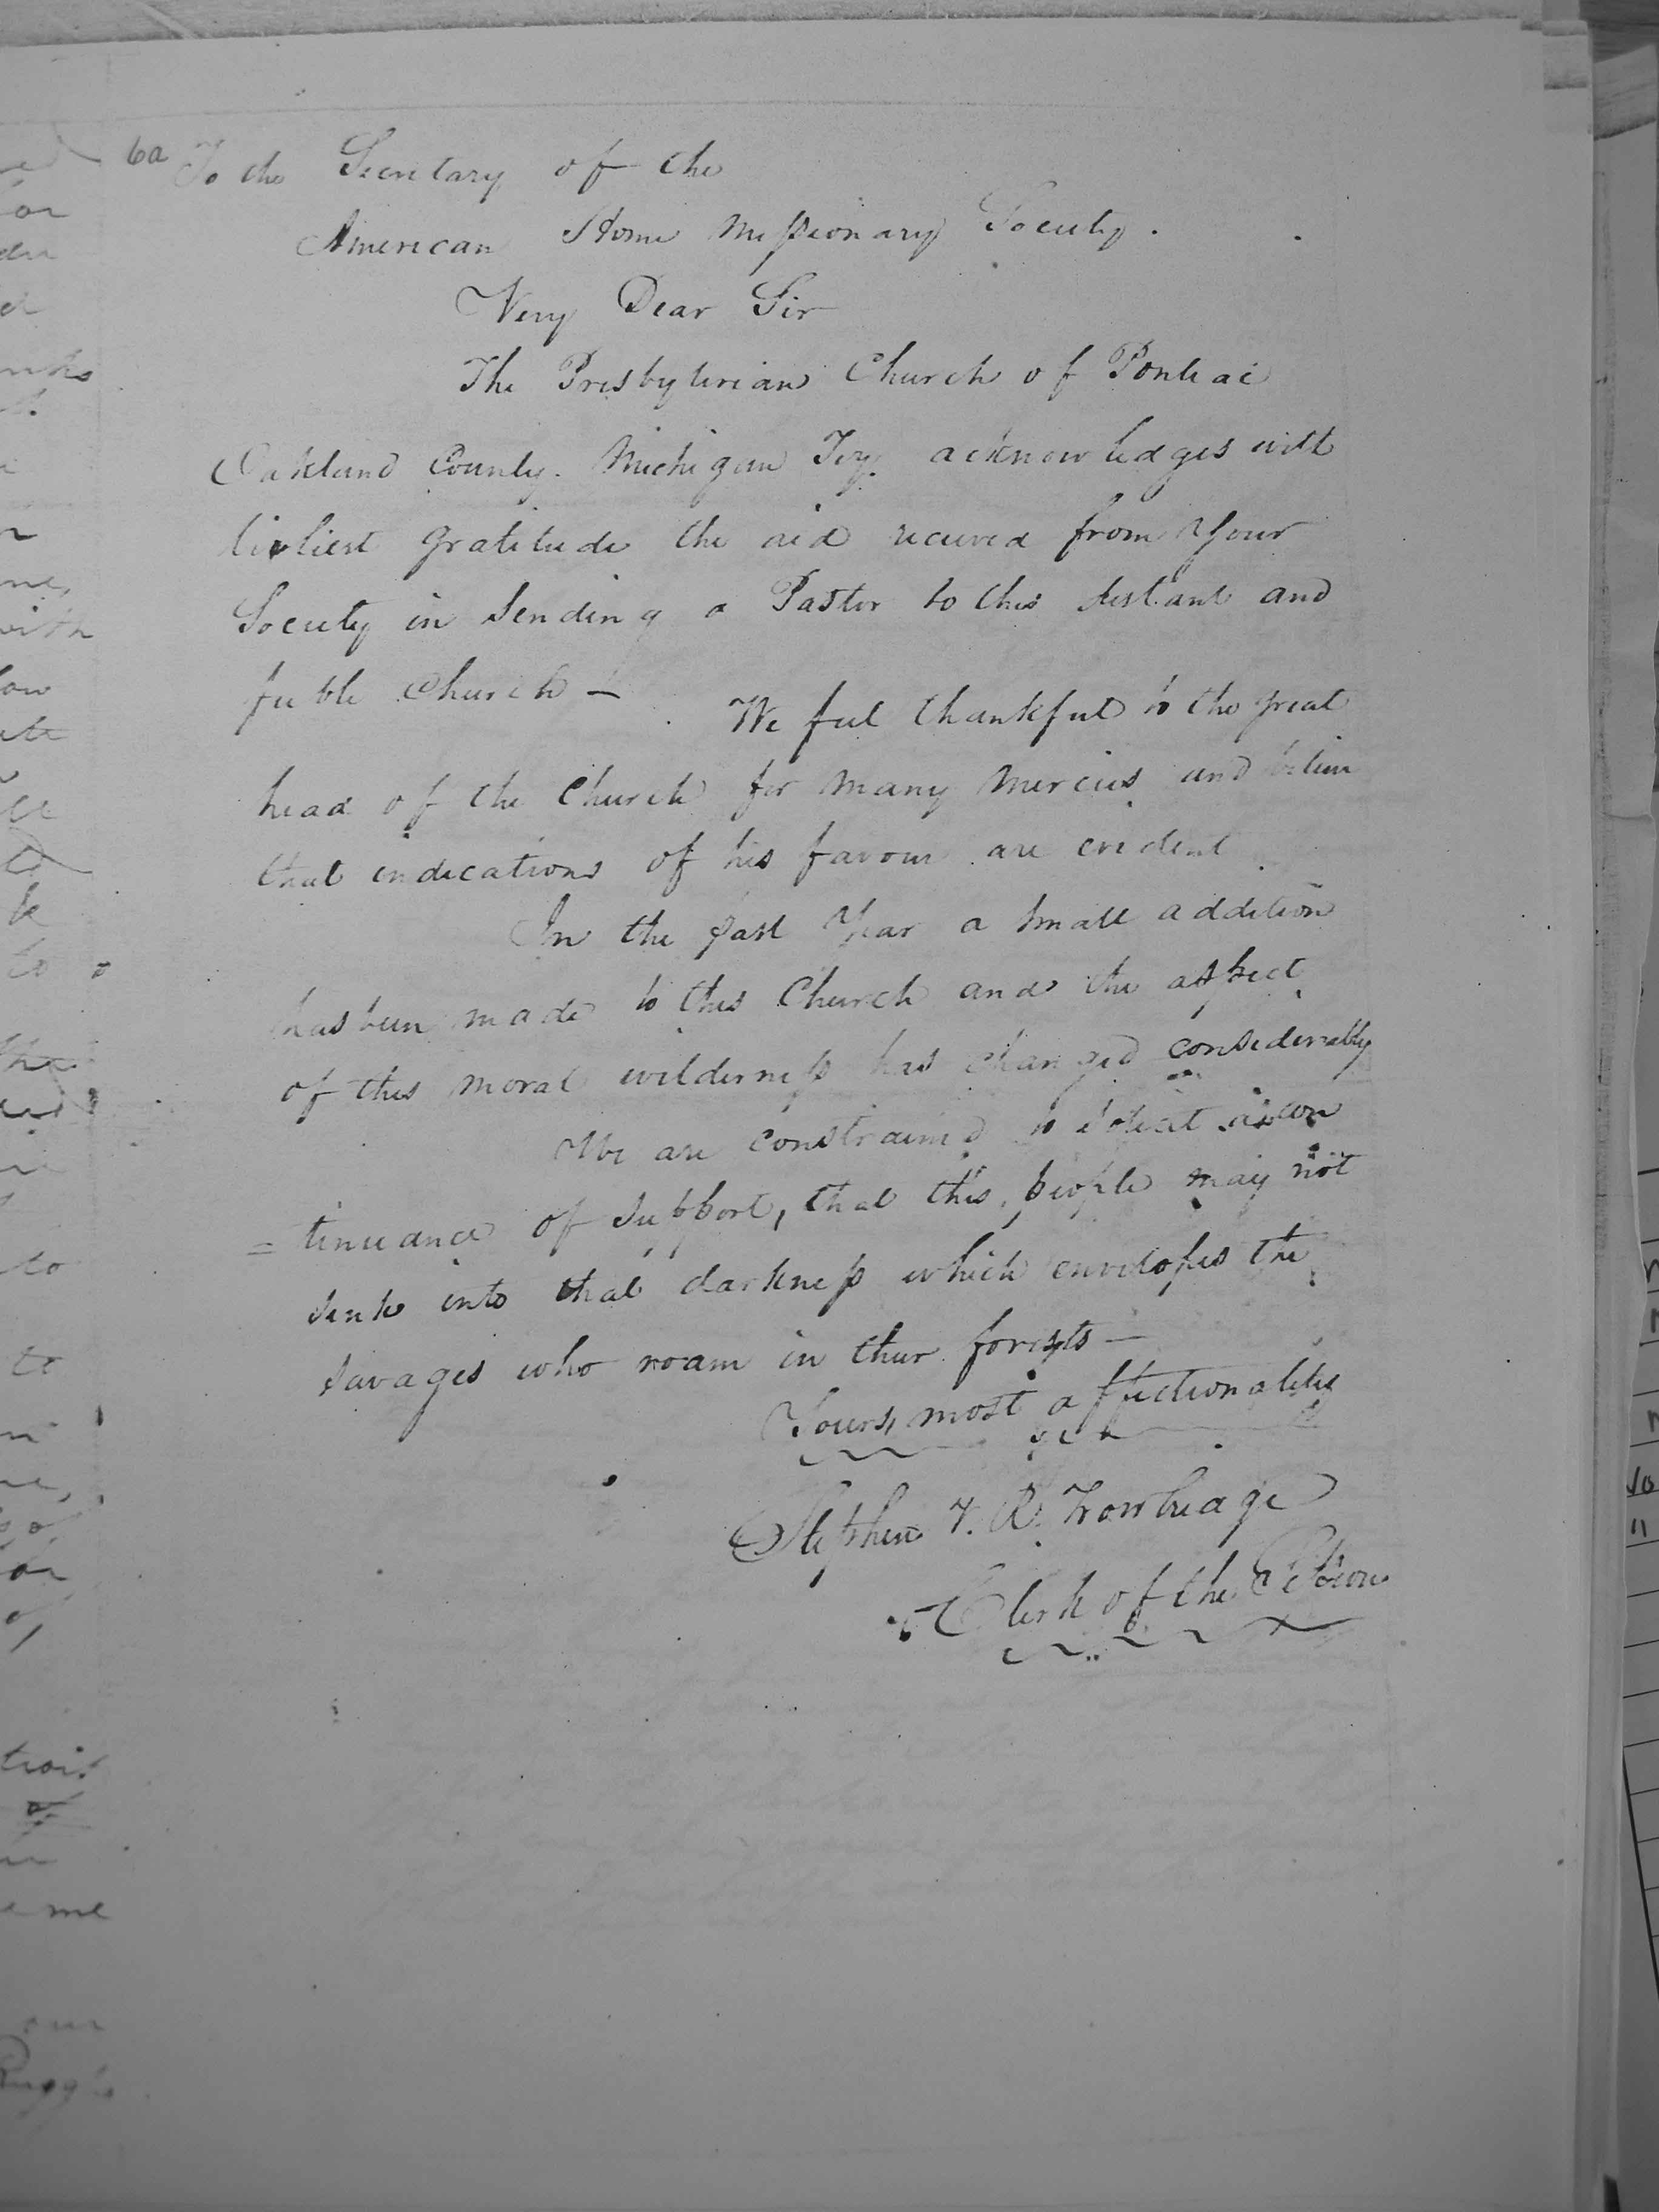 6a To the Secretary of the
American Home Missionary Society.
Very Dear Sir
The Presbyterian Church of Pontiac
Oakland County. Michigan Ty. acknowledges with
livliest gratitude the aid received from Your
Society in sending a Pastor to this distant and
feeble Church —
We feel thankful to the great
head of the Church for many mercies and believe
that indications of his favour are evident
In the past Year a small addition
has been made to this Church and the aspect
of this moral wilderness has changed considerably
We are constrained to solicit a con
= tinuance of support, that this people may not
sink into that darkness which envelopes the
savages who roam in their forests —
Yours most affectionately
Stephen V. R. Trowbridge
Clerk of the Session